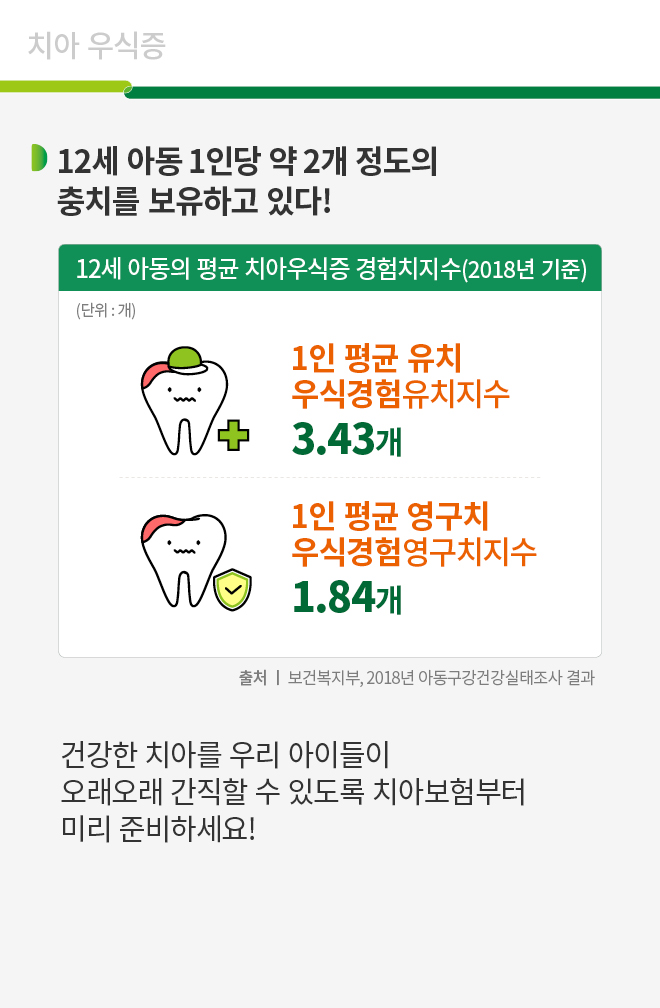 치아 우식증
12세 아동 1인당 약 2개 정도의
충치를 보유하고 있다!
12세 아동의 평균 치아우식증 경험치지수(2018년 기준)
(단위 : 개)
1인 평균 유치
우식경험유치지수
3.43개
1인 평균 영구치
우식경험영구치지수
1.84개
출처 ㅣ 보건복지부, 2018년 아동구강건강실태조사 결과
건강한 치아를 우리 아이들이
오래오래 간직할 수 있도록 치아보험부터
미리 준비하세요!